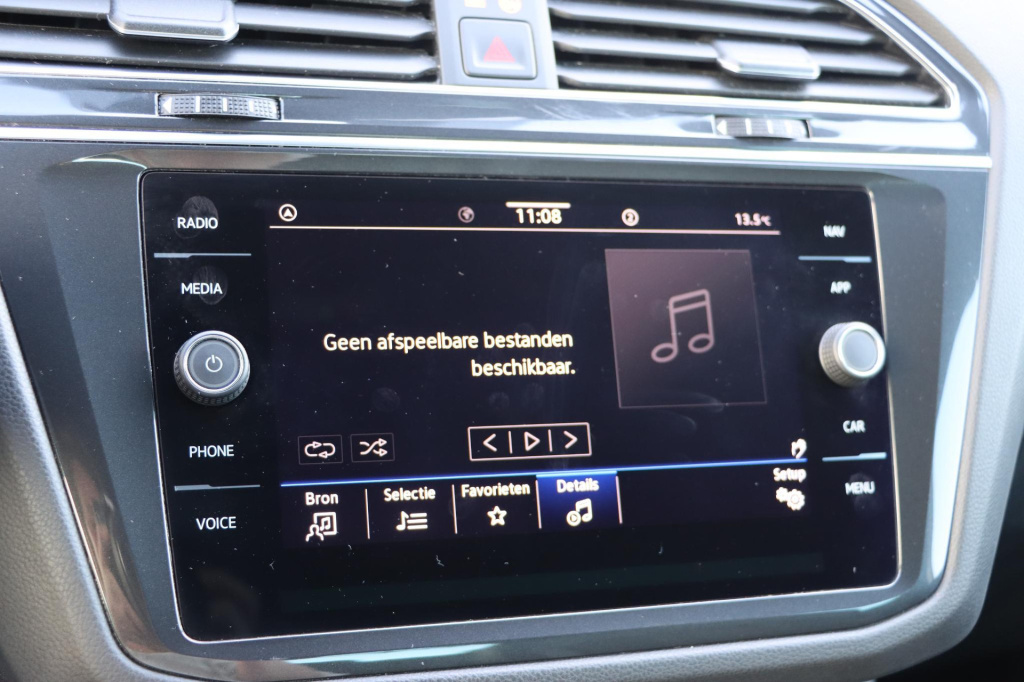 RADIO
MEDIA
PHONE
VOICE
11:08
2
13.5°C
Geen afspeelbare bestanden
beschikbaar.
Bron
Selectie
Favorieten
Details
Setup
NAV
APP
CAR
MENU